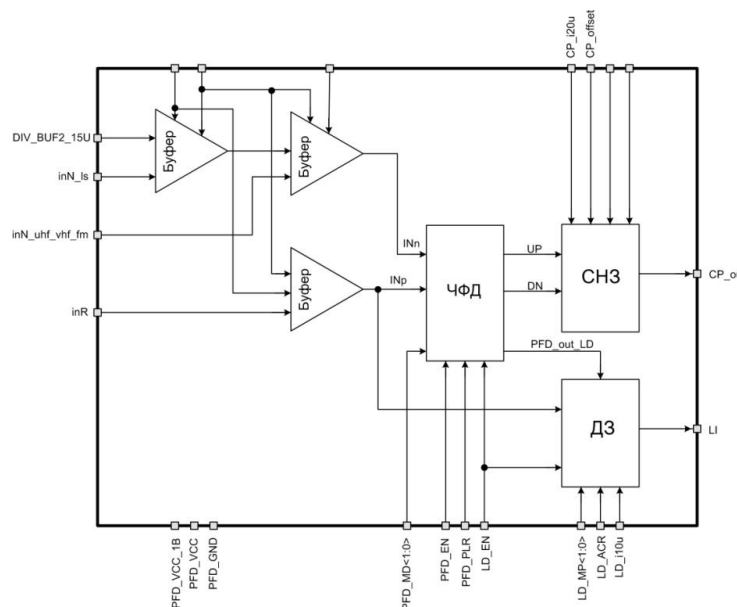 CP_i20u
CP_offset
DIV_BUF2_15U
Буфер
Буфер
inN_ls
inN_uhf_vhf_fm
INn
UP
ЧФД
СНЗ
CP_o
Буфер
INp
DN
inR
PFD_out_LD
ДЗ
LI
PFD_VCC_1B
PFD_VCC
PFD_GND
PFD_MD<1:0>
PFD_EN
PFD_PLR
LD_EN
LD_MP<1:0>
LD_ACR
LD_i10u